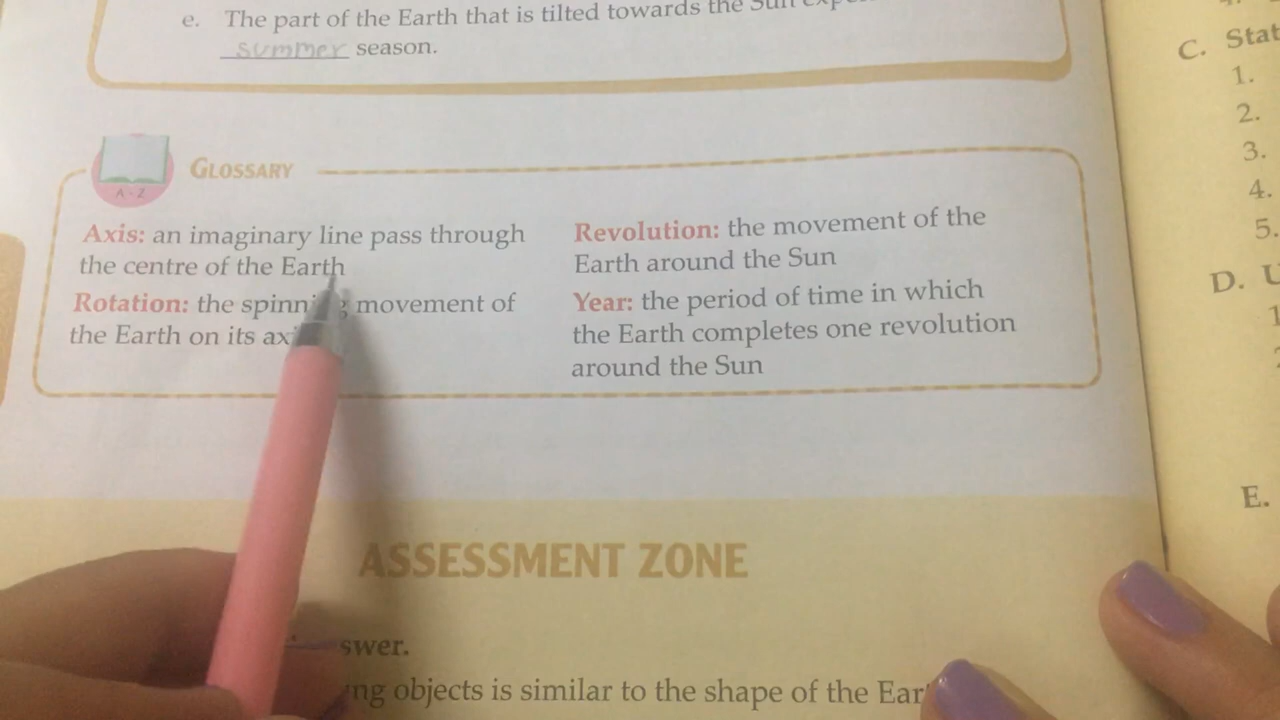 e. The part of the Earth that is tilted towards the Sun
summer season.
A-Z
GLOSSARY
Axis: an imaginary line pass through
the centre of the Earth
Rotation: the movement of
the Earth on its
Revolution: the movement of the
Earth around the Sun
Year: the period of time in which
the Earth completes one revolution
around the Sun
ASSESSMENT ZONE
objects is similar to the shape of the
C. Stat
1.
2.
3.
4.
5.
D.
E.